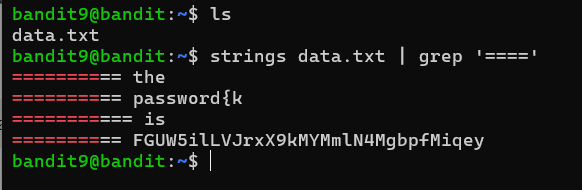 bandit9@bandit:~$ ls
data.txt
bandit9@bandit:~$ strings data.txt | grep '===='
========== the
========== password{k
=========== is
========== FGUW5ilLVJrxX9kMYMmlN4MgbpfMiqey
bandit9@bandit:~$